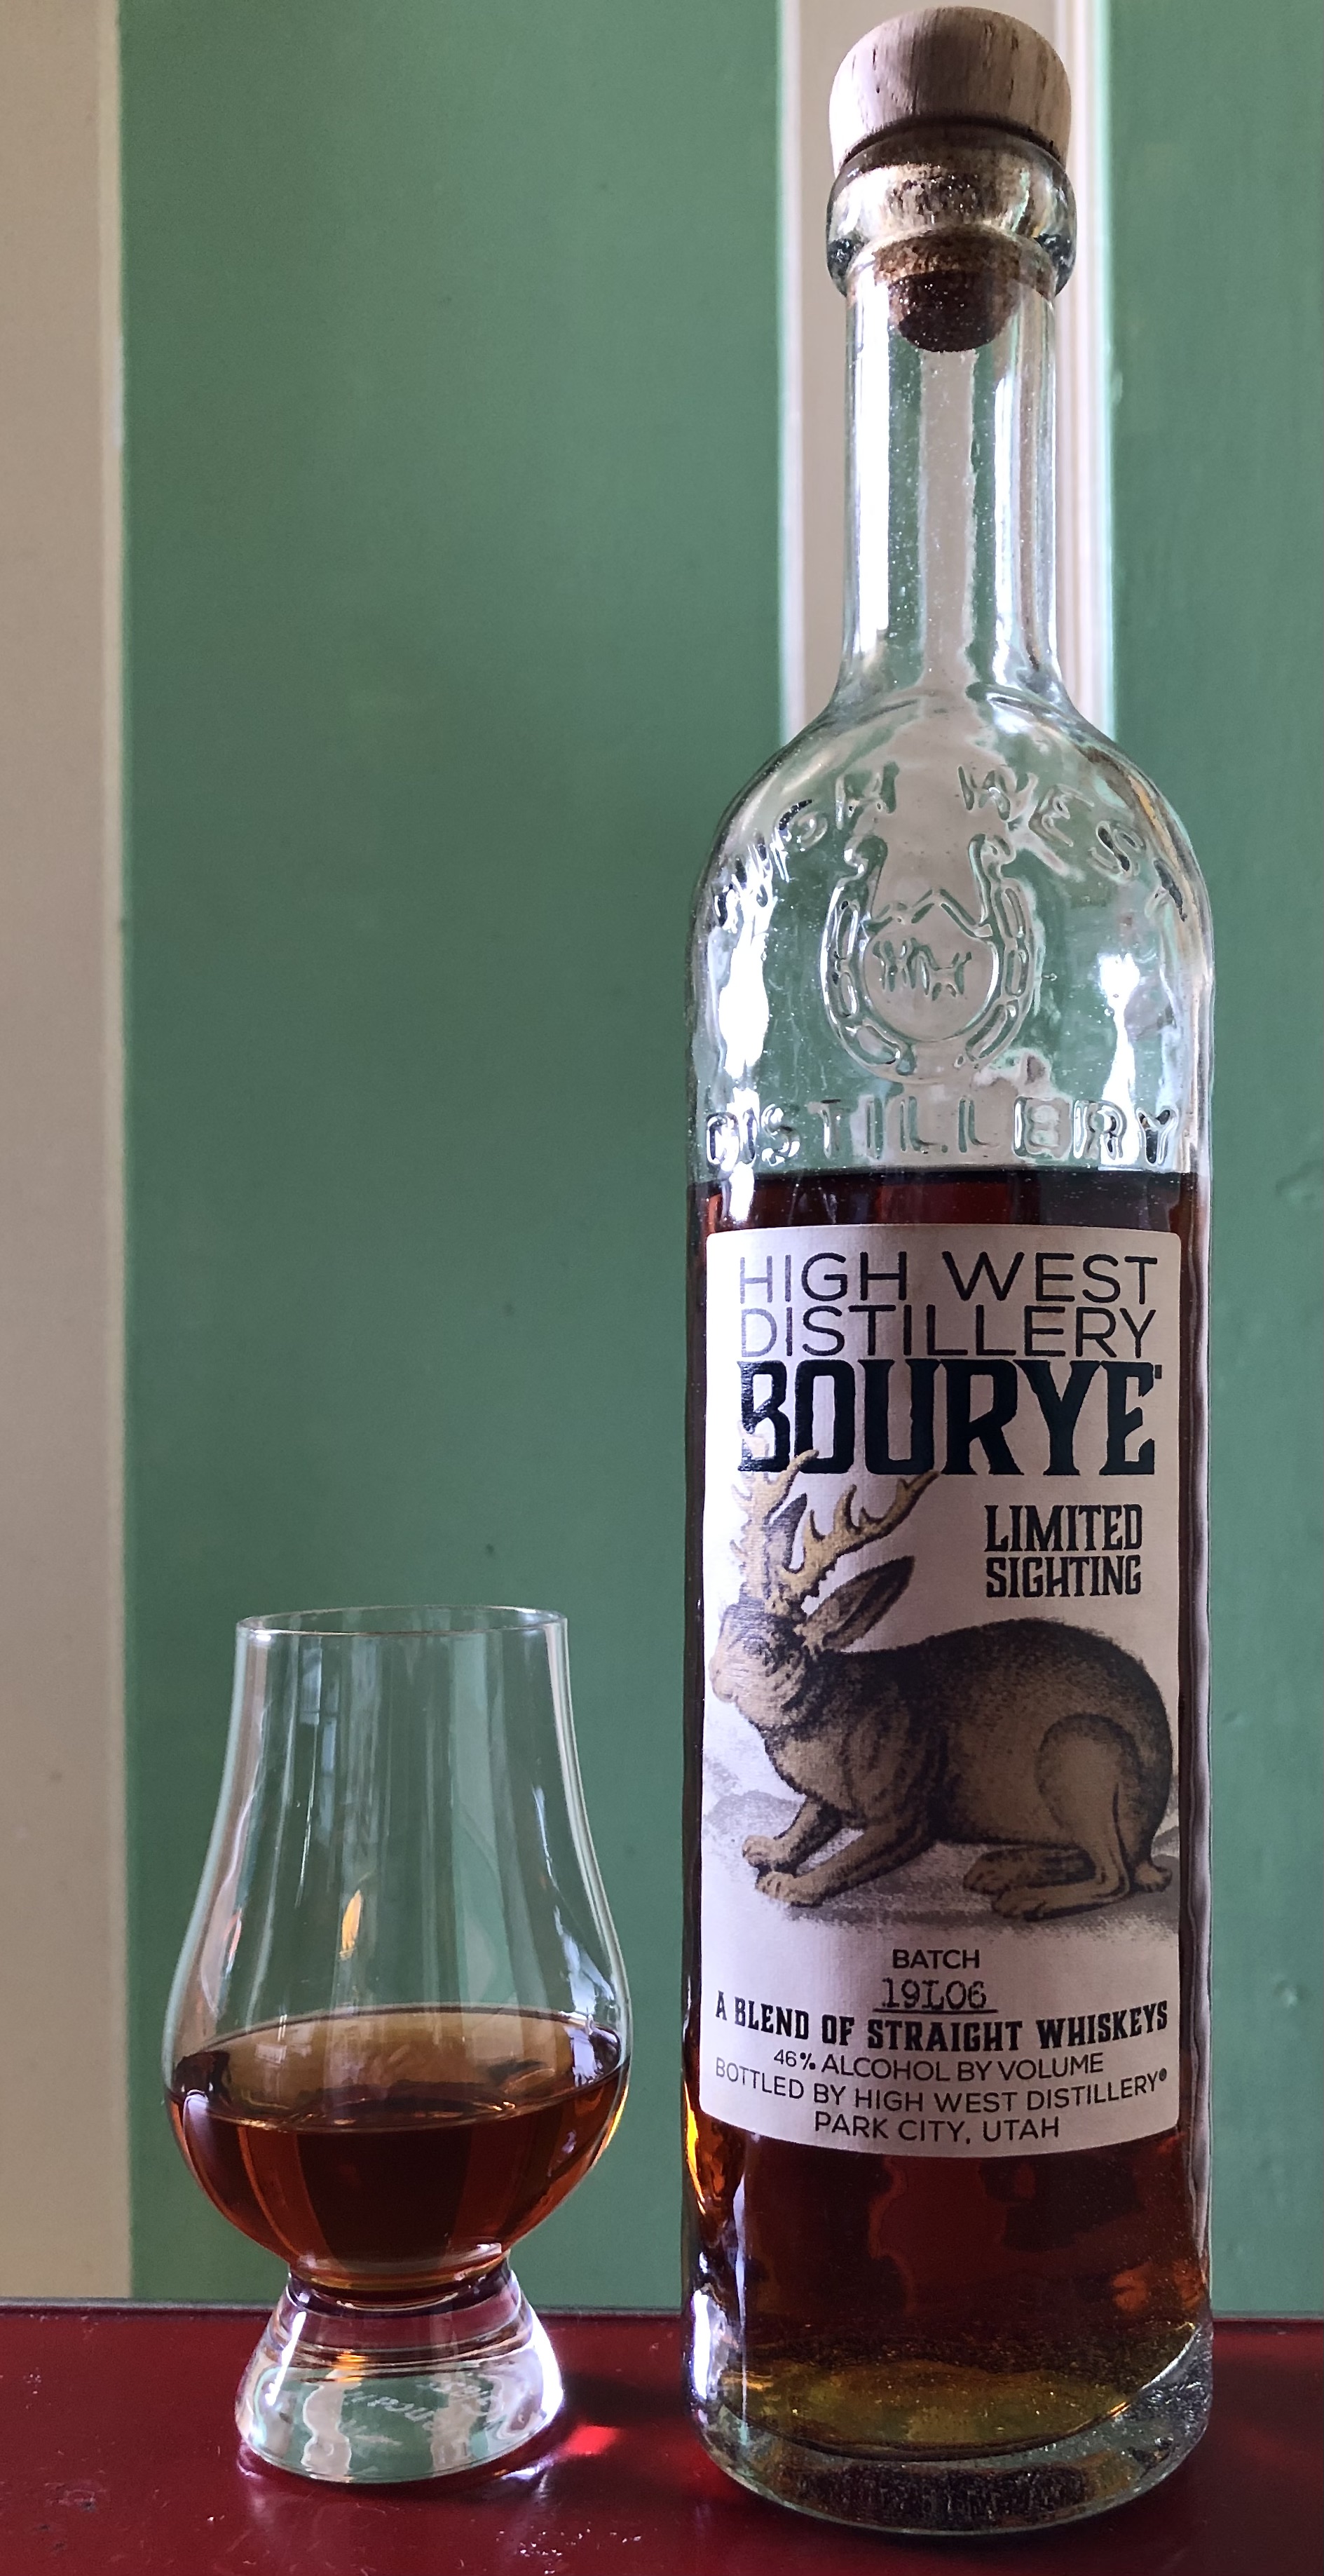 HIGH WEST
DISTILLERY
HIGH WEST
DISTILLERY
BOURYE
LIMITED
SIGHTING
BATCH
19L06
A BLEND OF STRAIGHT WHISKEYS
46% ALCOHOL BY VOLUME
BOTTLED BY HIGH WEST DISTILLERY®
PARK CITY, UTAH